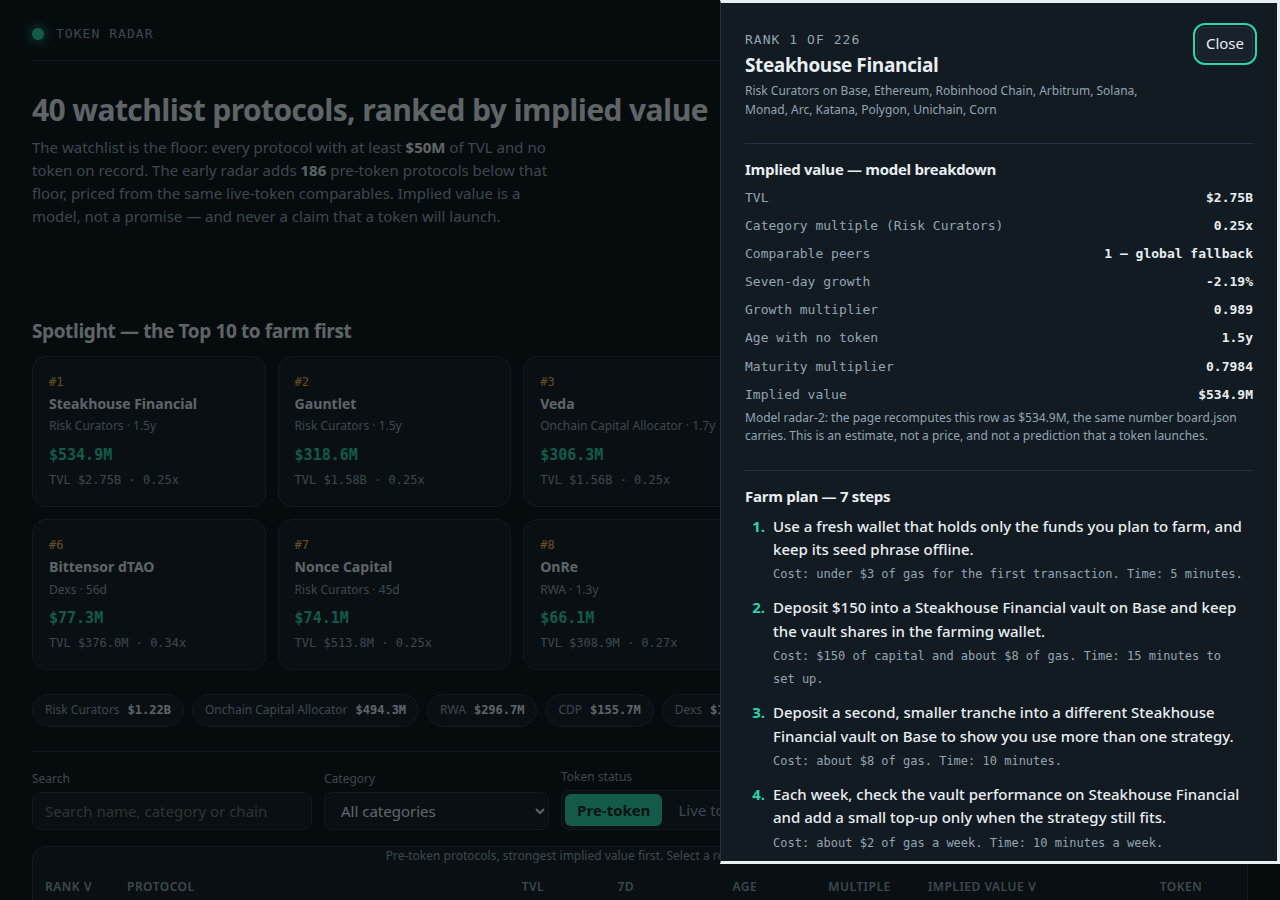 TOKEN RADAR
40 watchlist protocols, ranked by implied value
The watchlist is the floor: every protocol with at least $50M of TVL and no
token on record. The early radar adds 186 pre-token protocols below that
floor, priced from the same live-token comparables. Implied value is a
model, not a promise — and never a claim that a token will launch.
Spotlight — the Top 10 to farm first
#1
Steakhouse Financial
Risk Curators · 1.5y
$534.9M
TVL $2.75B · 0.25x
#2
Gauntlet
Risk Curators · 1.5y
$318.6M
TVL $1.58B · 0.25x
#3
Veda
Onchain Capital Allocator · 1.7y
$306.3M
TVL $1.56B · 0.25x
#6
Bittensor dTAO
Dexs · 56d
$77.3M
TVL $376.0M · 0.34x
#7
Nonce Capital
Risk Curators · 45d
$74.1M
TVL $513.8M · 0.25x
#8
OnRe
RWA · 1.3y
$66.1M
TVL $308.9M · 0.27x
Risk Curators $1.22B
Onchain Capital Allocator $494.3M
RWA $296.7M
CDP $155.7M
Dexs
Search
Category
Token status
Search name, category or chain
All categories
Pre-token
Live
Pre-token protocols, strongest implied value first. Select a
RANK V PROTOCOL TVL 7D AGE MULTIPLE IMPLIED VALUE V TOKEN
RANK 1 OF 226
Close
Steakhouse Financial
Risk Curators on Base, Ethereum, Robinhood Chain, Arbitrum, Solana,
Monad, Arc, Katana, Polygon, Unichain, Corn
Implied value — model breakdown
TVL $2.75B
Category multiple (Risk Curators) 0.25x
Comparable peers 1 — global fallback
Seven-day growth -2.19%
Growth multiplier 0.989
Age with no token 1.5y
Maturity multiplier 0.7984
Implied value $534.9M
Model radar-2: the page recomputes this row as $534.9M, the same number board.json
carries. This is an estimate, not a price, and not a prediction that a token launches.
Farm plan — 7 steps
1. Use a fresh wallet that holds only the funds you plan to farm, and
keep its seed phrase offline.
Cost: under $3 of gas for the first transaction. Time: 5 minutes.
2. Deposit $150 into a Steakhouse Financial vault on Base and keep
the vault shares in the farming wallet.
Cost: $150 of capital and about $8 of gas. Time: 15 minutes to
set up.
3. Deposit a second, smaller tranche into a different Steakhouse
Financial vault on Base to show you use more than one strategy.
Cost: about $8 of gas. Time: 10 minutes.
4. Each week, check the vault performance on Steakhouse Financial
and add a small top-up only when the strategy still fits.
Cost: about $2 of gas a week. Time: 10 minutes a week.